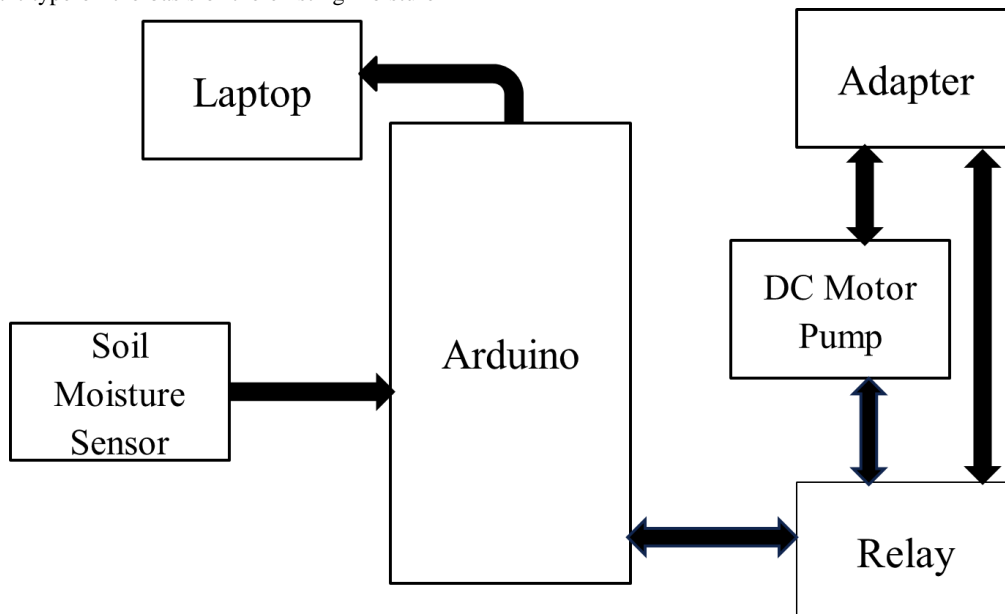 Laptop
Adapter
DC Motor
Pump
Soil
Moisture
Sensor
Arduino
Relay